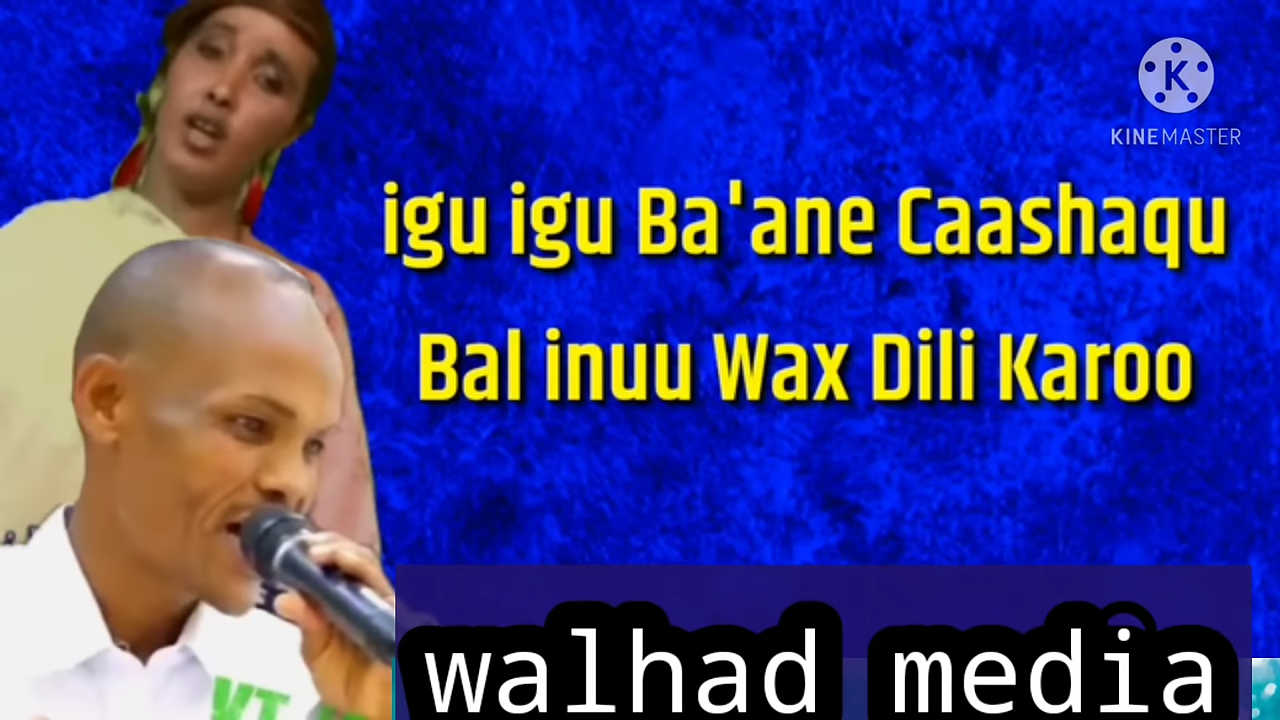 K
KINEMASTER
igu igu Ba'ane Caashaqu
Bal inuu Wax Dili Karoo
walhad media